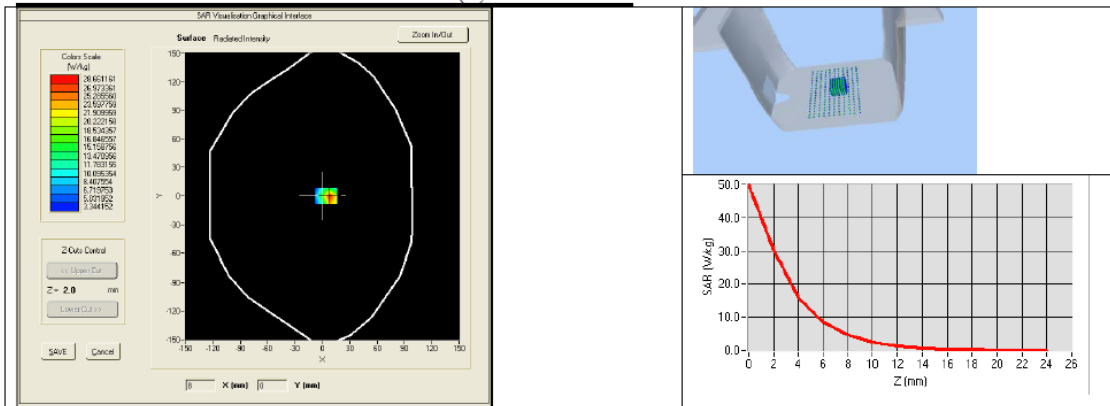 SAR Visualisation Graphical Interface
Surface Radiated Intensity
Zoom In/Out
Colors Scale
(W/kg)
28.661161
26.973361
25.285560
23.597759
21.909959
20.222158
18.534357
16.846557
15.158756
13.470956
11.783155
10.095354
8.407554
6.719753
5.031952
3.344152
150
120
90
60
30
0
-30
-60
-90
-120
-150
Y
-150 -120 -90 -60 -30 0 30 60 90 120 150
X
Z-Cuts Control
<< Upper Cut
Z= 2.0 mm
Lower Cut >>
SAVE Cancel
8 X (mm) 0 Y (mm)
50.0
40.0
30.0
20.0
10.0
0.0
SAR (W/kg)
0 2 4 6 8 10 12 14 16 18 20 22 24 26
Z (mm)